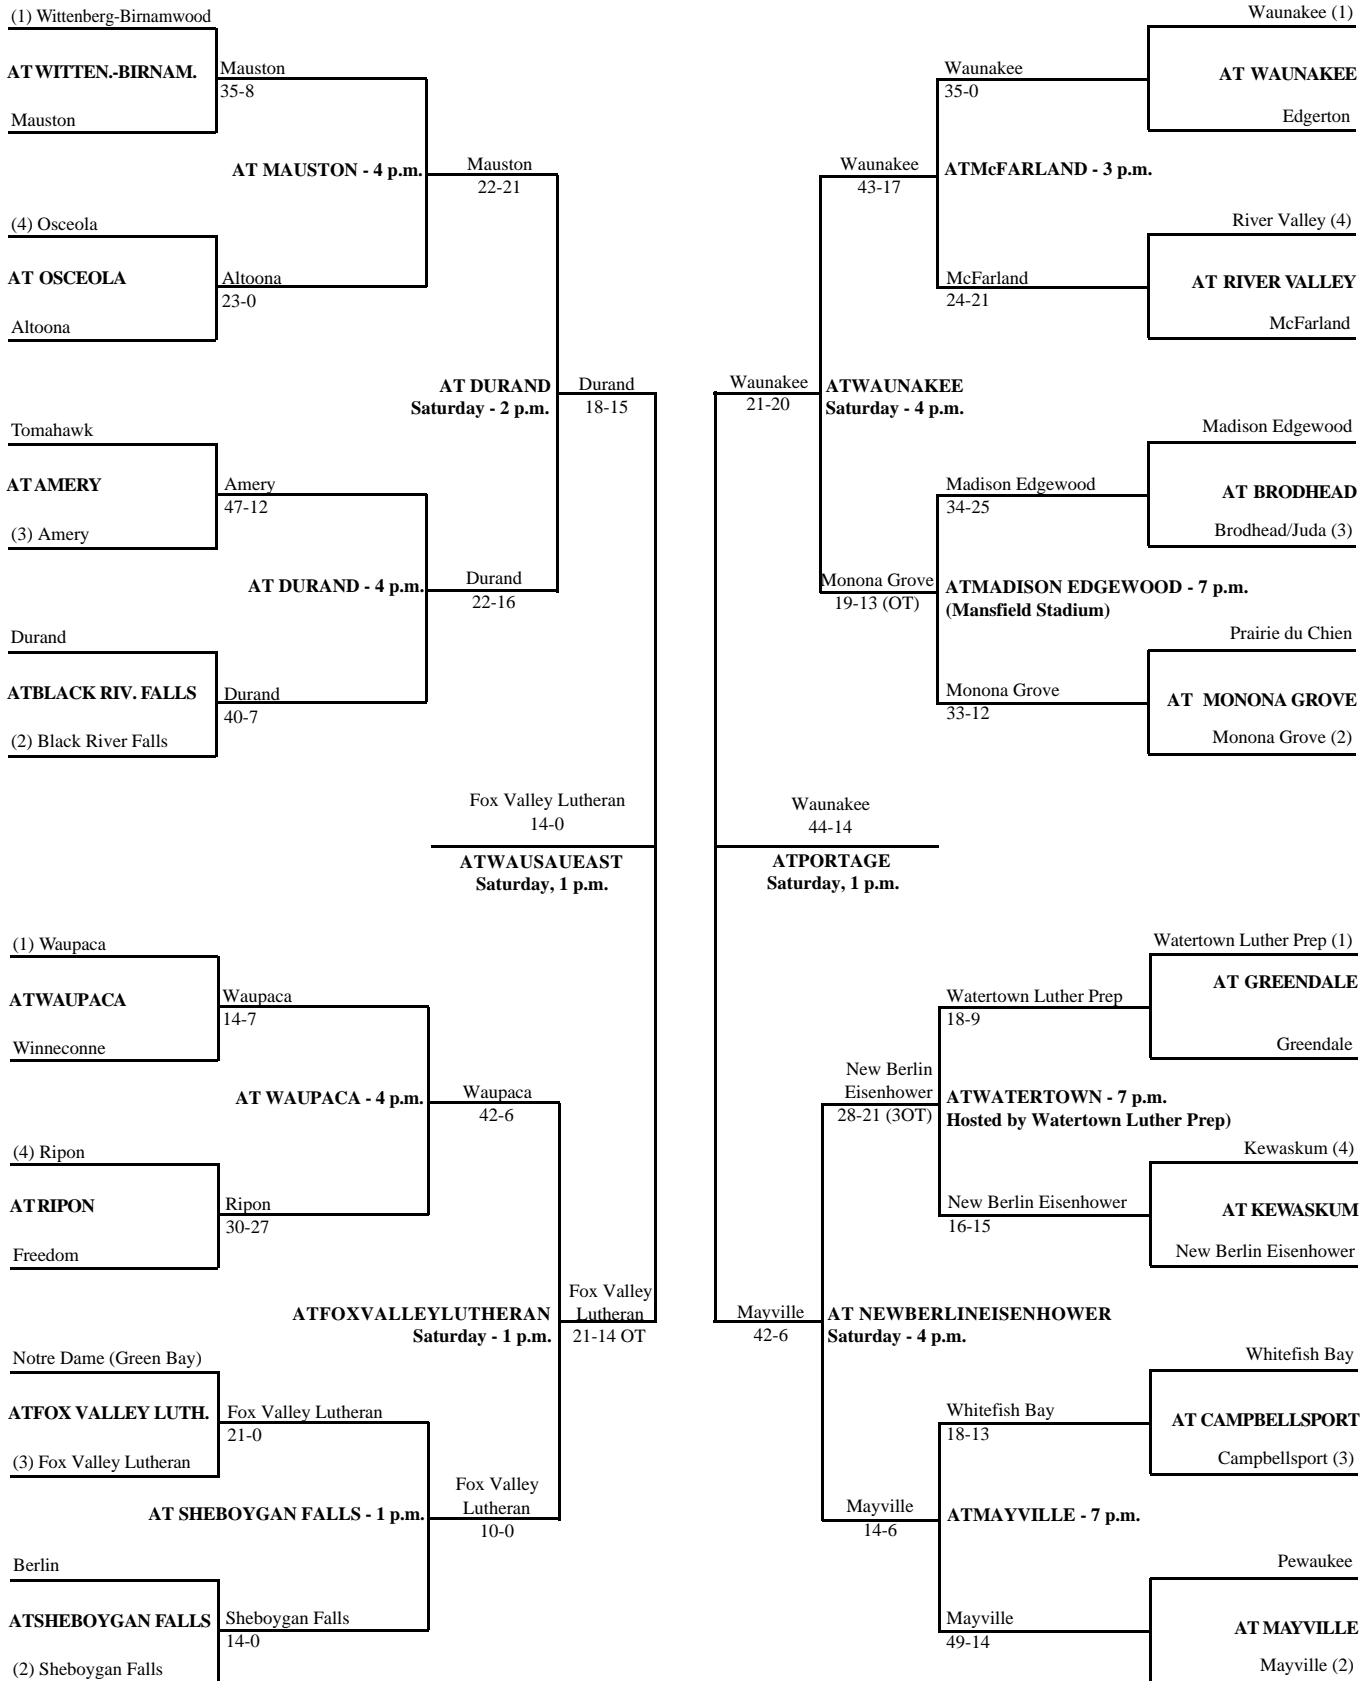 (1) Wittenberg-Birnamwood
AT WITTEN.-BIRNAM.
Mauston
35-8
Mauston
AT MAUSTON - 4 p.m.
Mauston
22-21
(4) Osceola
AT OSCEOLA
Altoona
23-0
Altoona
AT DURAND
Saturday - 2 p.m.
Durand
18-15
Tomahawk
AT AMERY
Amery
47-12
(3) Amery
AT DURAND - 4 p.m.
Durand
22-16
Durand
ATBLACK RIV. FALLS
Durand
40-7
(2) Black River Falls
Fox Valley Lutheran
14-0
ATWAUSAUEAST
Saturday, 1 p.m.
(1) Waupaca
ATWAUPACA
Waupaca
14-7
Winneconne
AT WAUPACA - 4 p.m.
Waupaca
42-6
(4) Ripon
AT RIPON
Ripon
30-27
Freedom
ATFOXVALLEYLUTHERAN
Saturday - 1 p.m.
Fox Valley
Lutheran
21-14 OT
Notre Dame (Green Bay)
ATFOX VALLEY LUTH.
Fox Valley Lutheran
21-0
(3) Fox Valley Lutheran
AT SHEBOYGAN FALLS - 1 p.m.
Fox Valley
Lutheran
10-0
Berlin
ATSHEBOYGAN FALLS
Sheboygan Falls
14-0
(2) Sheboygan Falls
Waunakee (1)
AT WAUNAKEE
Waunakee
35-0
Edgerton
Waunakee
43-17
ATMcFARLAND - 3 p.m.
River Valley (4)
AT RIVER VALLEY
McFarland
24-21
McFarland
Waunakee
21-20
ATWAUNAKEE
Saturday - 4 p.m.
Madison Edgewood
AT BRODHEAD
Madison Edgewood
34-25
Brodhead/Juda (3)
Monona Grove
19-13 (OT)
ATMADISON EDGEWOOD - 7 p.m.
(Mansfield Stadium)
Prairie du Chien
AT MONONA GROVE
Monona Grove
33-12
Monona Grove (2)
Waunakee
44-14
ATPORTAGE
Saturday, 1 p.m.
Watertown Luther Prep (1)
AT GREENDALE
Watertown Luther Prep
18-9
Greendale
New Berlin
Eisenhower
28-21 (3OT)
ATWATERTOWN - 7 p.m.
Hosted by Watertown Luther Prep)
Kewaskum (4)
AT KEWASKUM
New Berlin Eisenhower
16-15
New Berlin Eisenhower
Mayville
42-6
AT NEWBERLINEISENHOWER
Saturday - 4 p.m.
Whitefish Bay
AT CAMPBELLSPORT
Whitefish Bay
18-13
Campbellsport (3)
Mayville
14-6
ATMAYVILLE - 7 p.m.
Pewaukee
AT MAYVILLE
Mayville
49-14
Mayville (2)